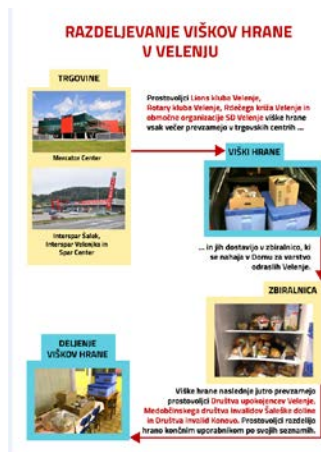 RAZDELJEVANJE VIŠKOV HRANE
V VELENJU
TRGOVINE
Mercator Center
Interspar Šalek,
Interspar Velenjka in
Spar Center
Prostovoljci Lions kluba Velenje,
Rotary kluba Velenje, Rdečega križa Velenje in
območne organizacije SD Velenje viške hrane
vsak večer prevzamejo v trgovskih centrih ...
VIŠKI HRANE
... in jih dostavijo v zbiralnico, ki
se nahaja v Domu za varstvo
odraslih Velenje.
ZBIRALNICA
DELJENJE
VIŠKOV HRANE
Viške hrane naslednje jutro prevzamejo
prostovoljci Društva upokojencev Velenje,
Medobčinskega društva invalidov Šaleške doline
in Društva Invalid Konovo. Prostovoljci razdelijo
hrano končnim uporabnikom po svojih seznamih.